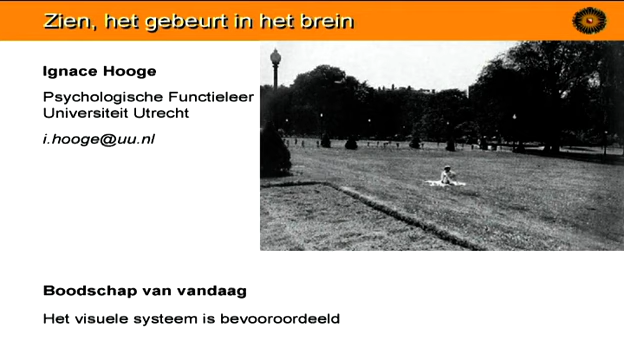 Zien, het gebeurt in het brein
Ignace Hooge
Psychologische Functieleer
Universiteit Utrecht
i.hooge@uu.nl
Boodschap van vandaag
Het visuele systeem is bevooroordeeld